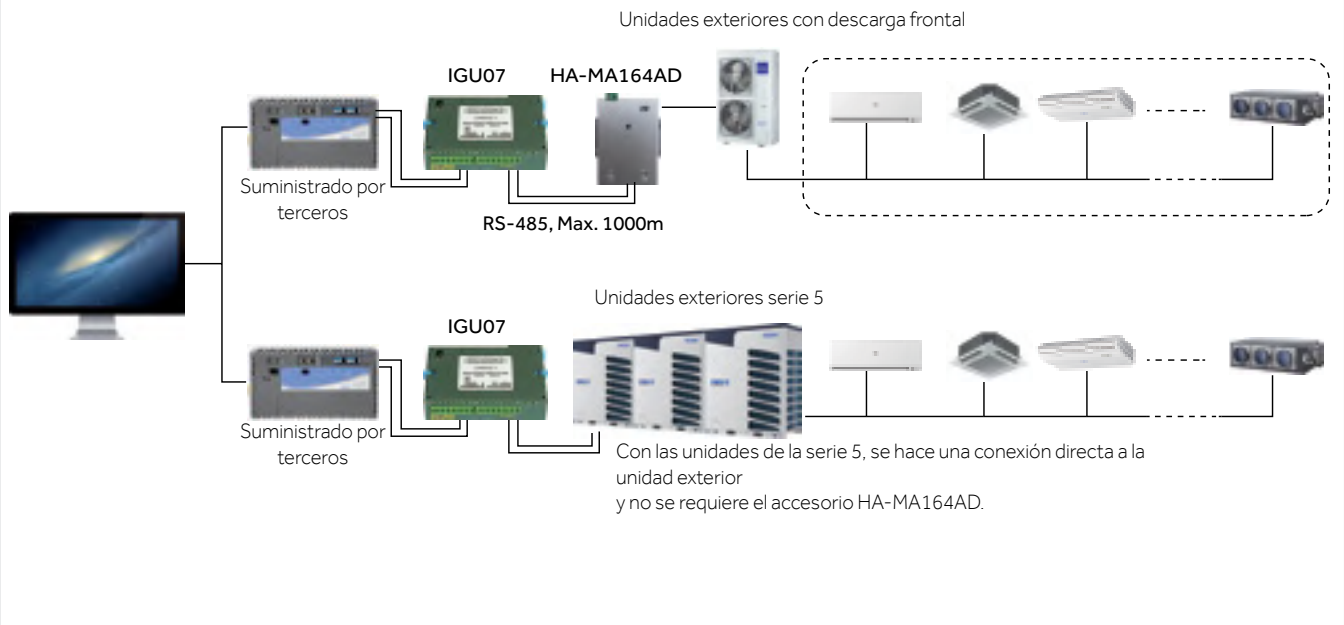 Unidades exteriores con descarga frontal
IGU07
HA-MA164AD
Suministrado por
terceros
RS-485, Max. 1000m
Unidades exteriores serie 5
IGU07
Suministrado por
terceros
Con las unidades de la serie 5, se hace una conexión directa a la
unidad exterior
y no se requiere el accesorio HA-MA164AD.